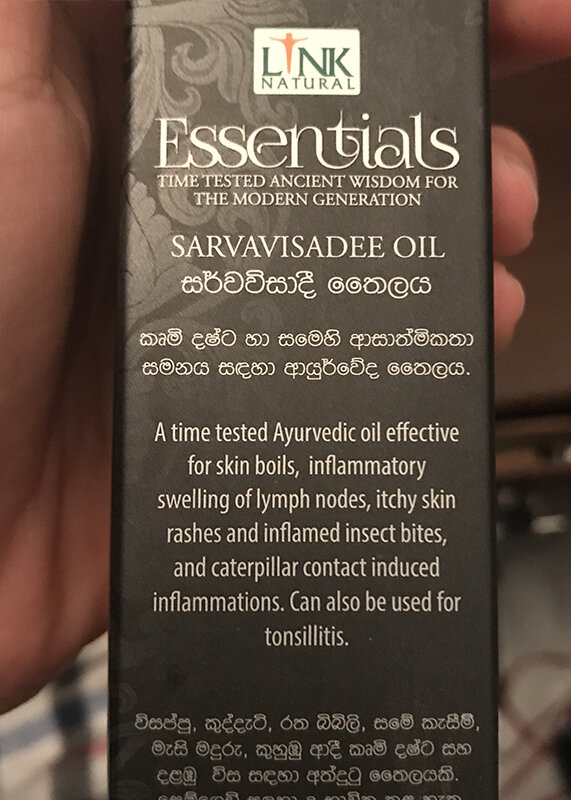 LINK
NATURAL
Essentials
TIME TESTED ANCIENT WISDOM FOR
THE MODERN GENERATION
SARVAVISADEE OIL
සර්වවිසාදී තෛලය
කෘමි දෂ්ට හා සමෙහි ආසාත්මිකතා
සමනය සඳහා ආයුර්වේද තෛලය.
A time tested Ayurvedic oil effective
for skin boils, inflammatory
swelling of lymph nodes, itchy skin
rashes and inflamed insect bites,
and caterpillar contact induced
inflammations. Can also be used for
tonsillitis.
විසප්පු, කුද්දැටි, රත බිබිලි, සමේ කැසීම්,
මැසි මදුරු, කුහුඹු ආදී කෘමි දෂ්ට සහ
දළඹු විස සඳහා අත්දුටු තෛලයකි.